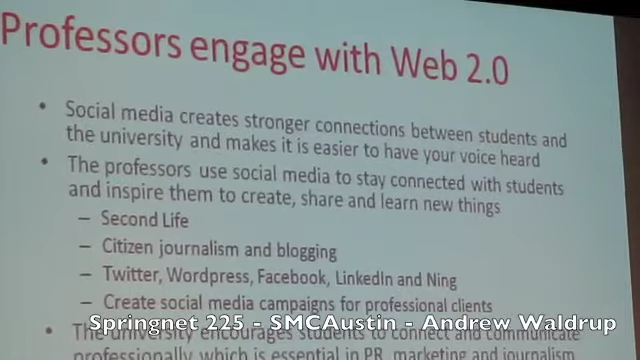 Professors engage with Web 2.0
• Social media creates stronger connections between students and
the university and makes it is easier to have your voice heard
• The professors use social media to stay connected with students
and inspire them to create, share and learn new things
– Second Life
– Citizen journalism and blogging
– Twitter, Wordpress, Facebook, LinkedIn and Ning
– Create social media campaigns for professional clients
• The university encourages students to connect and communicate
professionally which is essential in PR, marketing and journalism
Springnet 225 - SMCAustin - Andrew Waldrup